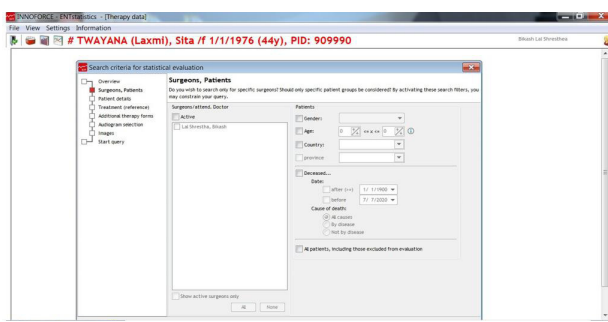 INNOFORCE - ENTstatistics - [Therapy data]
File View Settings Information
# TWAYANA (Laxmi), Sita /f 1/1/1976 (44y), PID: 909990
Bikash Lal Shresthea
Search criteria for statistical evaluation
Overview
Surgeons, Patients
Patient details
Treatment (reference)
Additional therapy forms
Audiogram selection
Images
Start query
Surgeons, Patients
Do you wish to search only for specific surgeons? Should only specific patient groups be considered? By activating these search filters, you
may constrain your query.
Surgeon/attend. Doctor
Active
Lal Shrestha, Bikash
Show active surgeons only
All None
Patients
Gender:
Age: 0 <= x <= 0
Country:
province
Deceased...
Date:
after (>=) 1/ 1/1900
before 7/ 7/2020
Cause of death:
All causes
By disease
Not by disease
All patients, including those excluded from evaluation